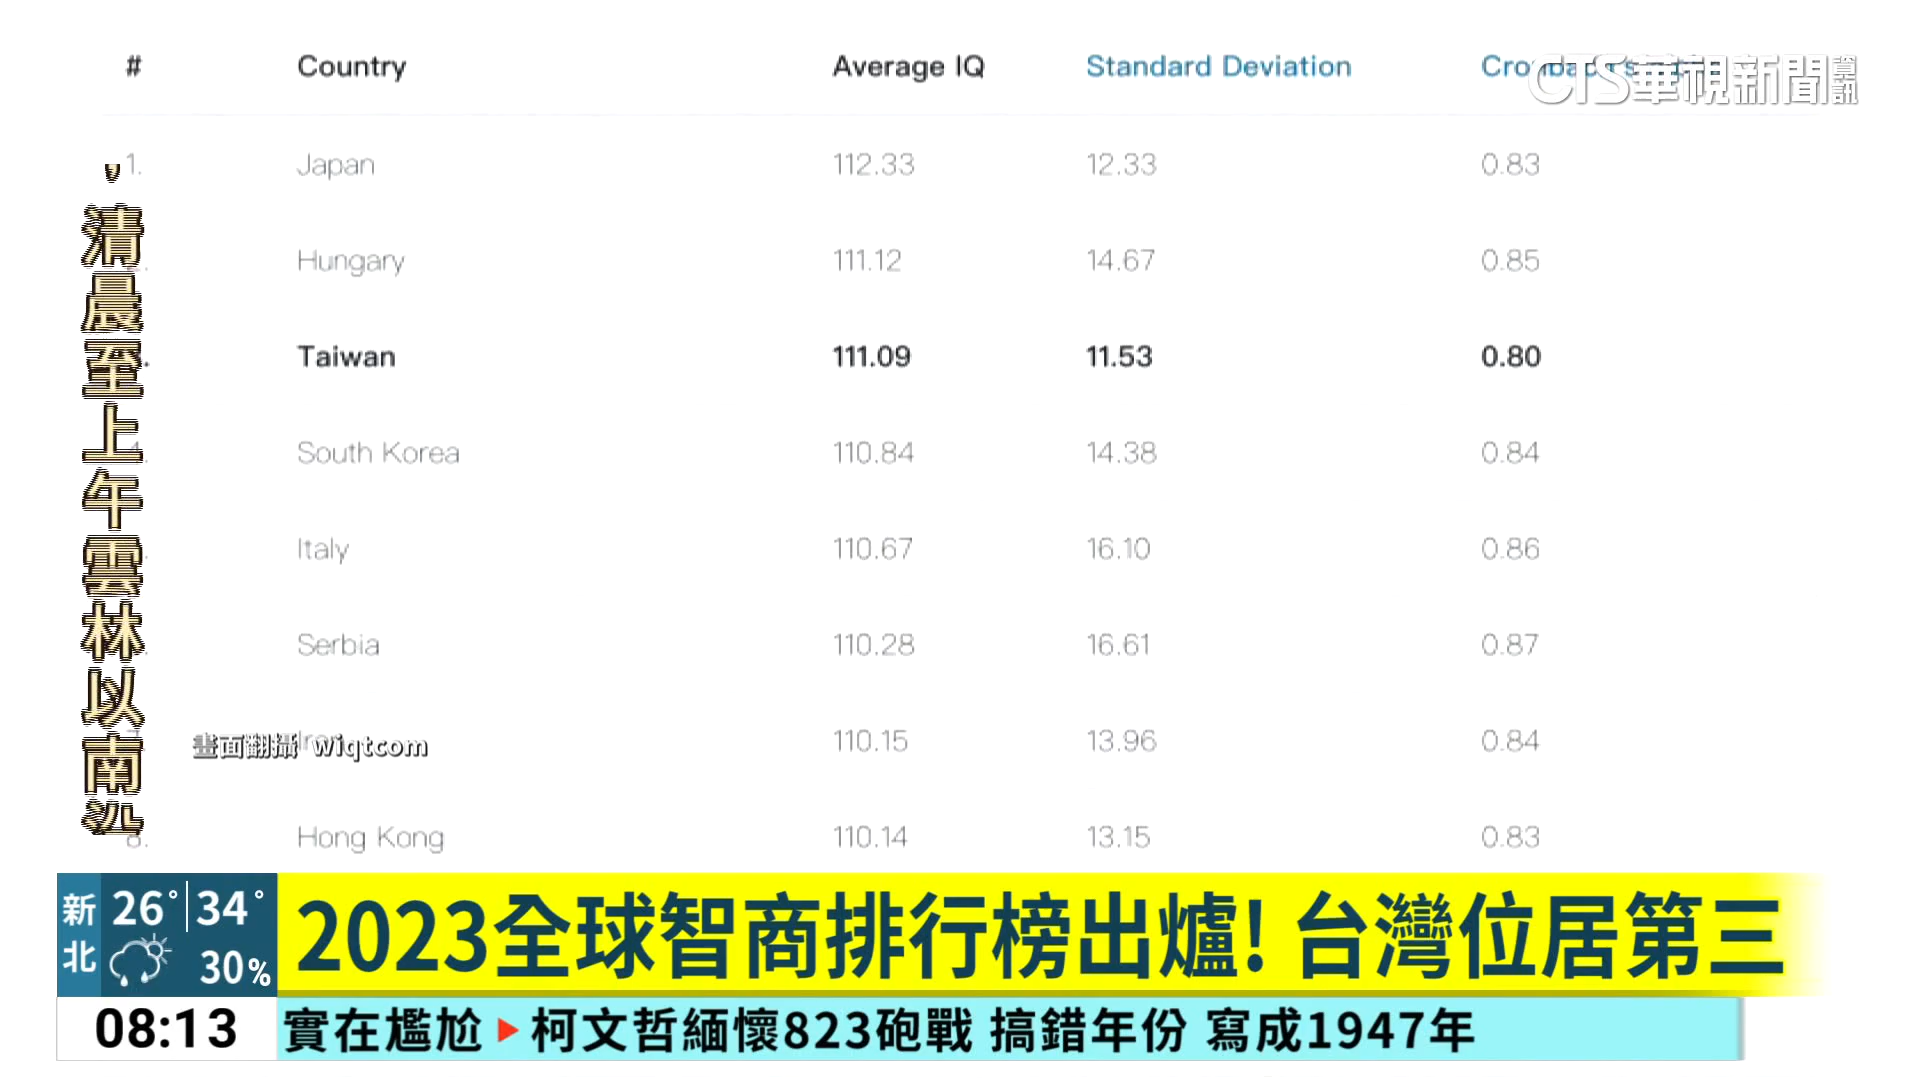 # Country Average IQ Standard Deviation
CTS華視新聞資訊
1. Japan 112.33 12.33 0.83
Hungary 111.12 14.67 0.85
Taiwan 111.09 11.53 0.80
South Korea 110.84 14.38 0.84
Italy 110.67 16.10 0.86
Serbia 110.28 16.61 0.87
110.15 13.96 0.84
畫面翻攝 wiqtcom
8. Hong Kong 110.14 13.15 0.83
，清晨至上午雲林以南
新北 26° 34°
30%
2023全球智商排行榜出爐! 台灣位居第三
08:13
實在尷尬▶柯文哲緬懷823砲戰 搞錯年份 寫成1947年